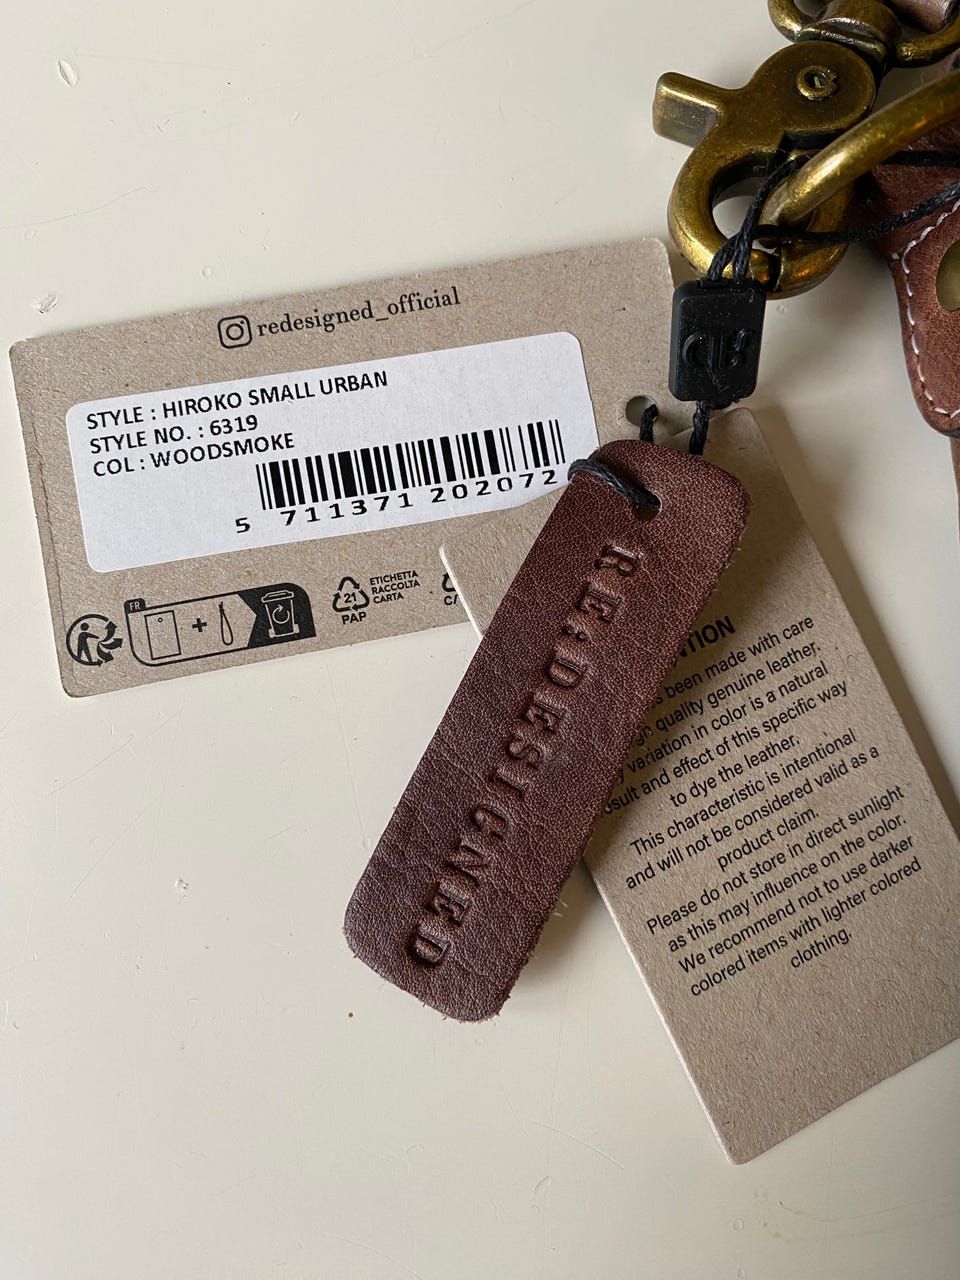 redesigned_official
STYLE : HIROKO SMALL URBAN
STYLE NO. : 6319
COL : WOODSMOKE
5 711371 202072
FR
+
21
PAP
ETICHETTA
RACCOLTA
CARTA
RE:DESIGNED
been made with care
quality genuine leather.
variation in color is a natural
and effect of this specific way
to dye the leather.
This characteristic is intentional
and will not be considered valid as a
product claim.
Please do not store in direct sunlight
as this may influence on the color.
We recommend not to use darker
colored items with lighter colored
clothing.